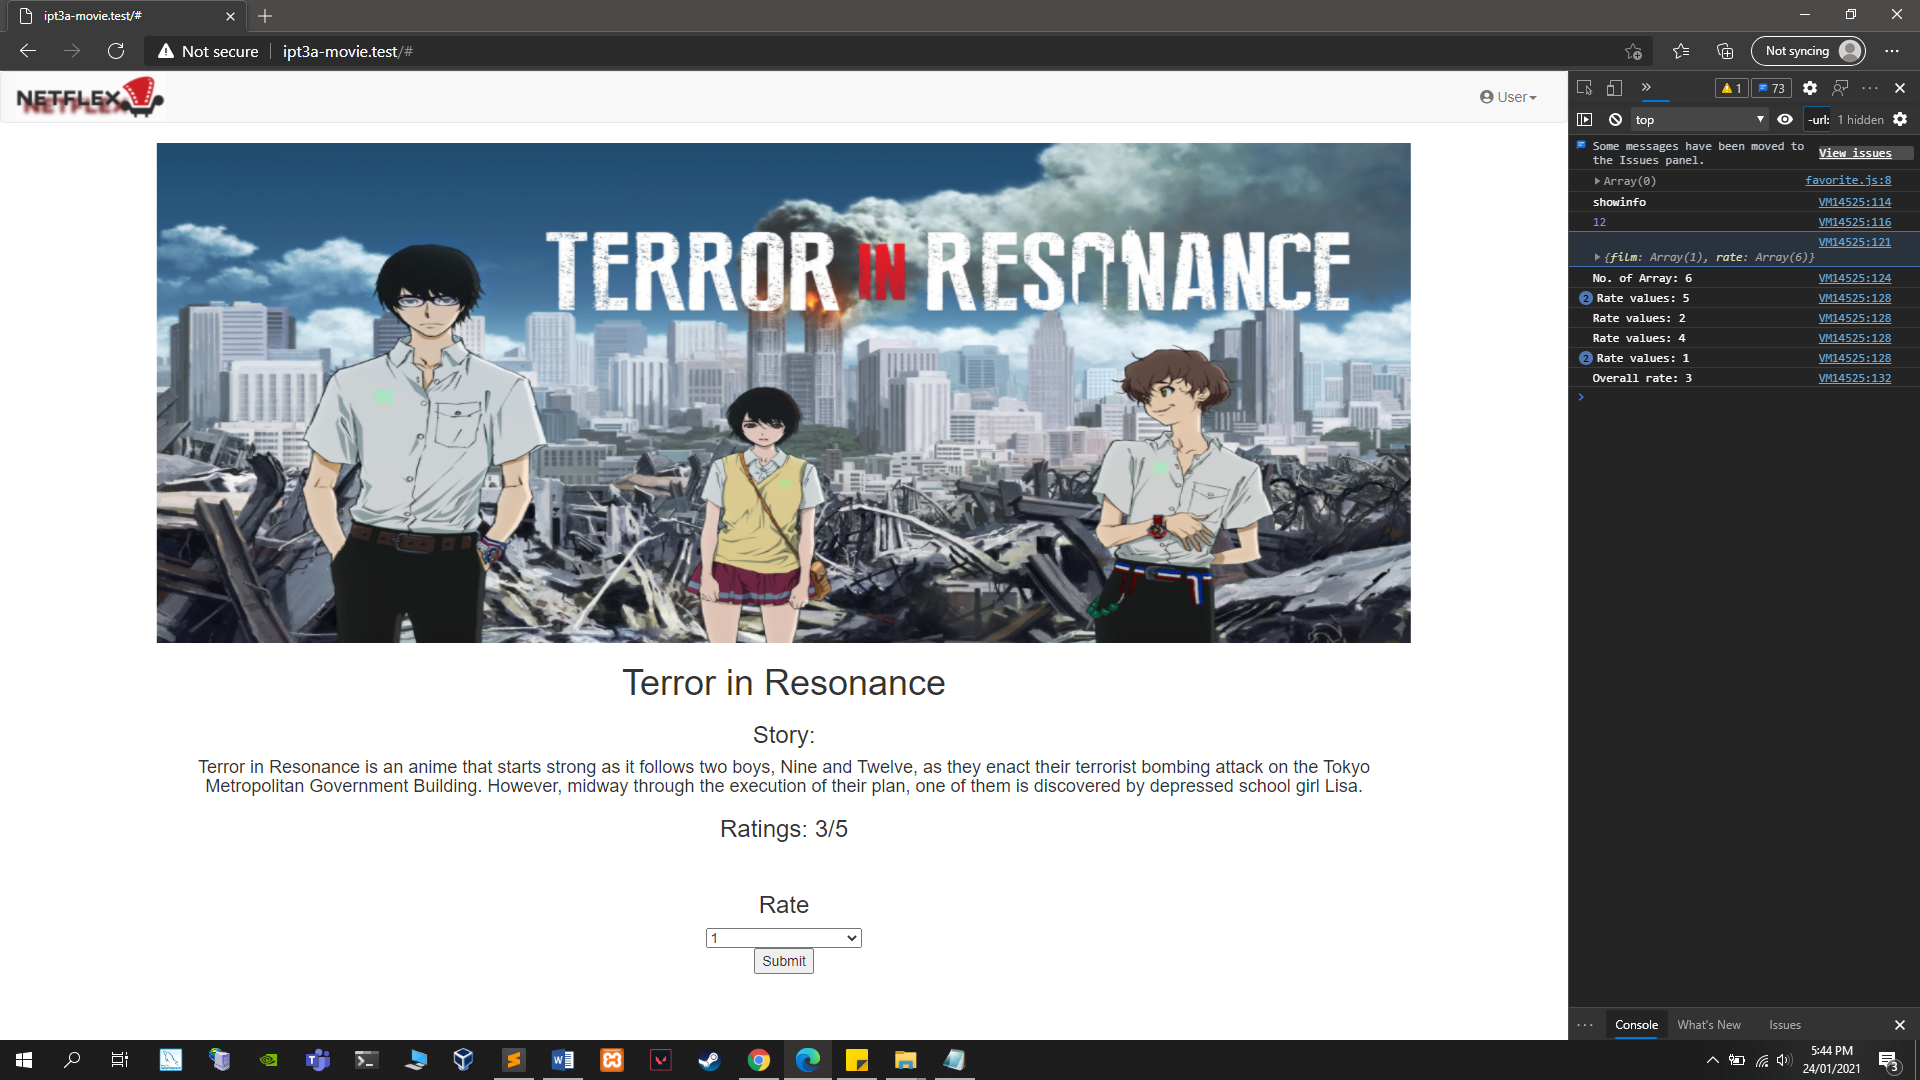 ipt3a-movie.test/#
Not secure
ipt3a-movie.test/#
Not syncing
NETFLEX
User
TERROR IN RESONANCE
Terror in Resonance
Story:
Terror in Resonance is an anime that starts strong as it follows two boys, Nine and Twelve, as they enact their terrorist bombing attack on the Tokyo
Metropolitan Government Building. However, midway through the execution of their plan, one of them is discovered by depressed school girl Lisa.
Ratings: 3/5
Rate
1
Submit
1
73
top
-url:
1 hidden
Some messages have been moved to
the Issues panel.
View issues
Array(0) favorite.js:8
showinfo VM14525:114
12 VM14525:116
VM14525:121
{film: Array(1), rate: Array(6)}
No. of Array: 6 VM14525:124
2 Rate values: 5 VM14525:128
Rate values: 2 VM14525:128
Rate values: 4 VM14525:128
2 Rate values: 1 VM14525:128
Overall rate: 3 VM14525:132
Console
What's New
Issues
5:44 PM
24/01/2021
3